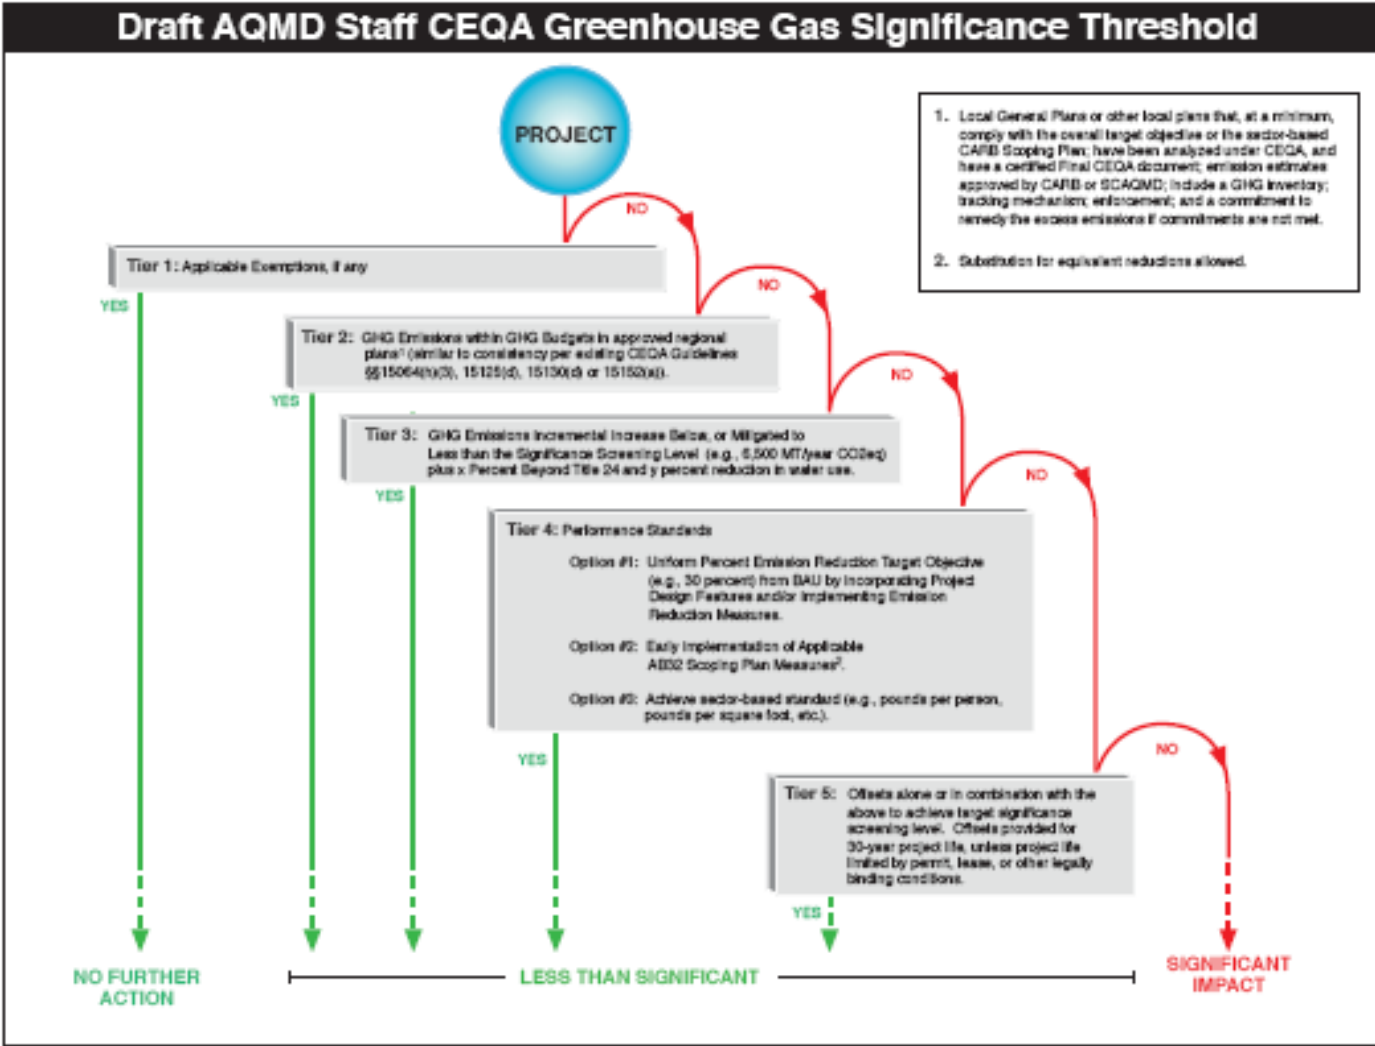 Draft AQMD Staff CEQA Greenhouse Gas Significance Threshold
PROJECT
1. Local General Plans or other local plans that, at a minimum,
comply with the overall target objective or the sector-based
CARB Scoping Plan; have been analyzed under CEQA, and
have a certified Final CEQA document; emission estimates
approved by CARB or SCAQMD; include a GHG inventory;
tracking mechanism; enforcement; and a commitment to
remedy the excess emissions if commitments are not met.
2. Substitution for equivalent reductions allowed.
NO
Tier 1: Applicable Exemptions, if any
YES
NO
Tier 2: GHG Emissions within GHG Budgets in approved regional
plans¹ (similar to consistency per existing CEQA Guidelines
§§15064(h)(3), 15125(d), 15130(d) or 15152(a)).
YES
NO
Tier 3: GHG Emissions Incremental Increase Below, or Mitigated to
Less than the Significance Screening Level (e.g., 6,500 MT/year CO2eq)
plus x Percent Beyond Title 24 and y percent reduction in water use.
YES
NO
Tier 4: Performance Standards
Option #1: Uniform Percent Emission Reduction Target Objective
(e.g., 30 percent) from BAU by Incorporating Project
Design Features and/or Implementing Emission
Reduction Measures.
Option #2: Early Implementation of Applicable
AB32 Scoping Plan Measures².
Option #3: Achieve sector-based standard (e.g., pounds per person,
pounds per square foot, etc.).
YES
NO
Tier 5: Offsets alone or in combination with the
above to achieve target significance
screening level. Offsets provided for
30-year project life, unless project life
limited by permit, lease, or other legally
binding conditions.
YES
NO FURTHER
ACTION
LESS THAN SIGNIFICANT
SIGNIFICANT
IMPACT